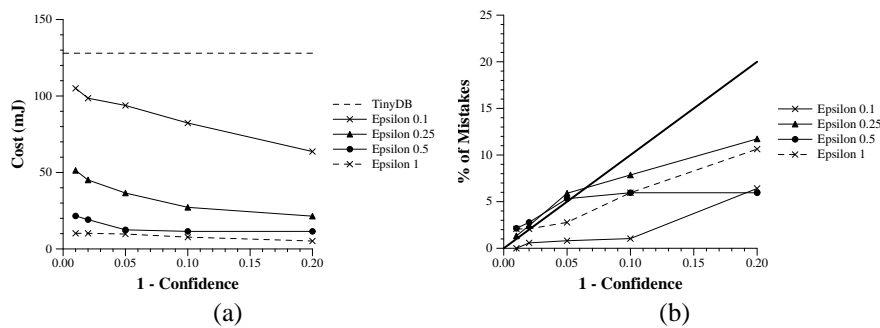 150
100
50
0
0.00
0.05
0.10
0.15
0.20
Cost (mJ)
1 - Confidence
TinyDB
Epsilon 0.1
Epsilon 0.25
Epsilon 0.5
Epsilon 1
(a)
25
20
15
10
5
0
0.00
0.05
0.10
0.15
0.20
% of Mistakes
1 - Confidence
Epsilon 0.1
Epsilon 0.25
Epsilon 0.5
Epsilon 1
(b)